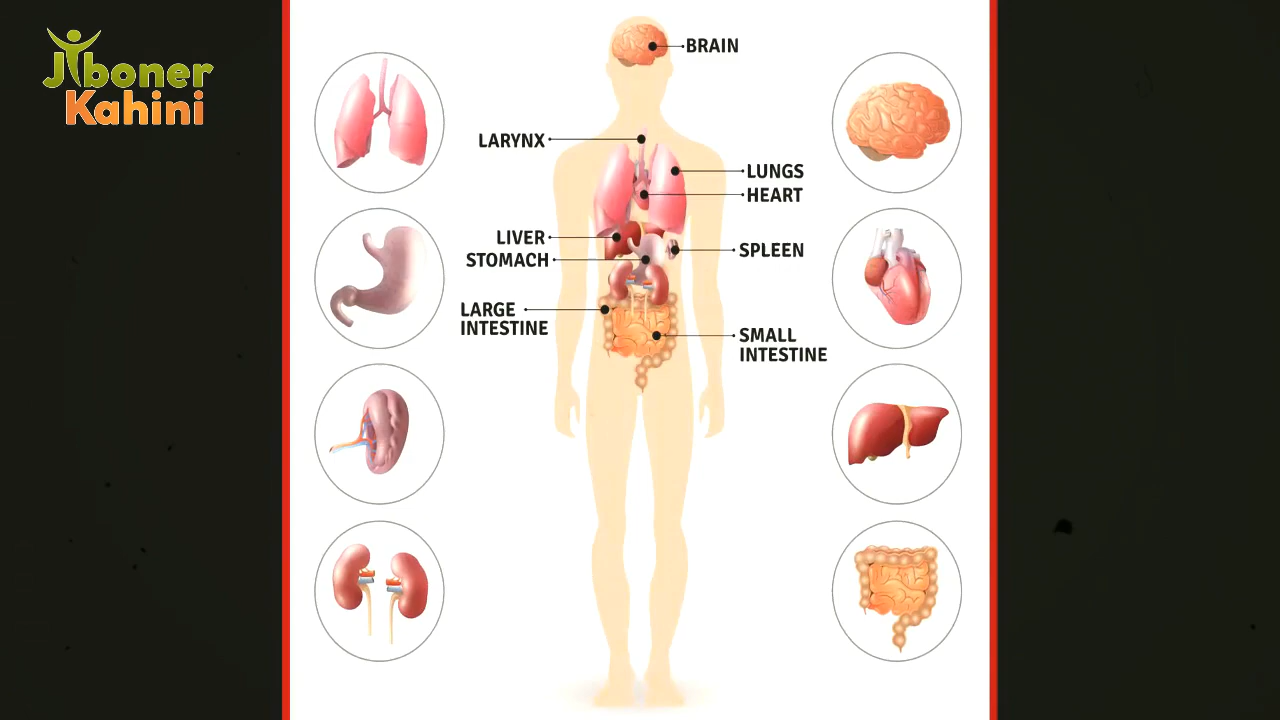 Jiboner
Kahini
BRAIN
LARYNX
LUNGS
HEART
LIVER
STOMACH
SPLEEN
LARGE
INTESTINE
SMALL
INTESTINE